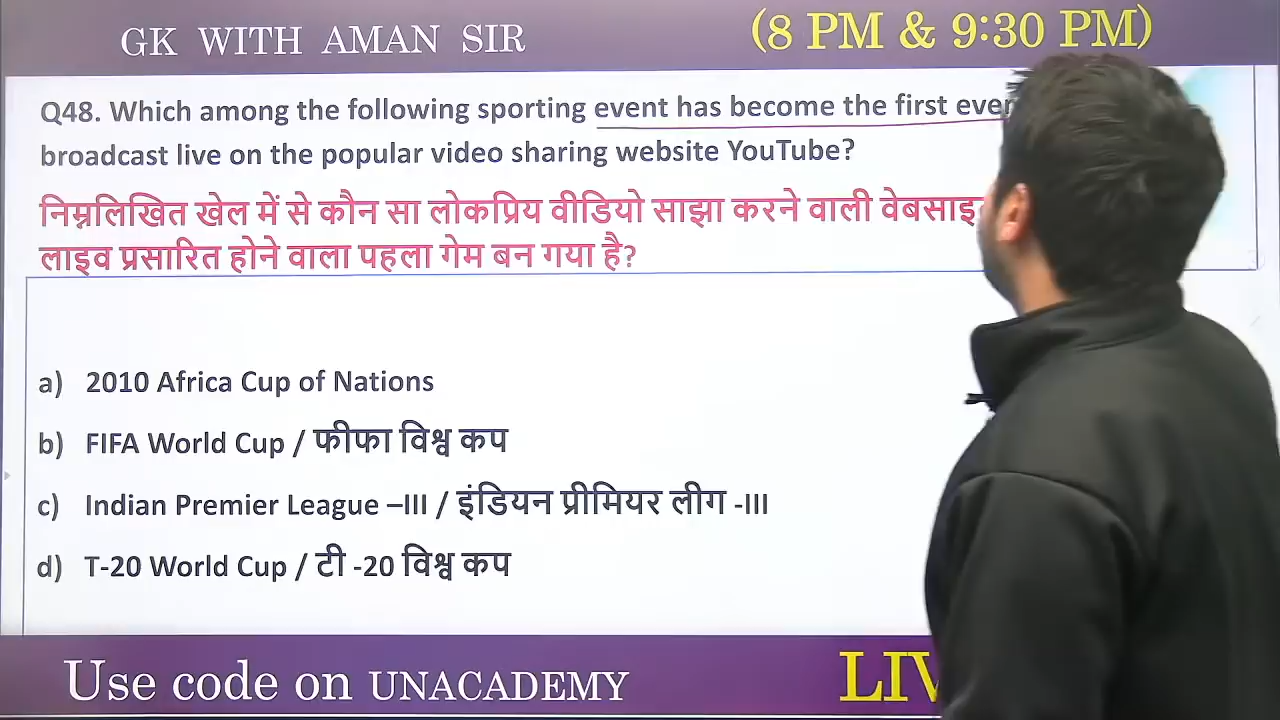 GK WITH AMAN SIR
(8 PM & 9:30 PM)
Q48. Which among the following sporting event has become the first
broadcast live on the popular video sharing website YouTube?
निम्नलिखित खेल में से कौन सा लोकप्रिय वीडियो साझा करने वाली
लाइव प्रसारित होने वाला पहला गेम बन गया है?
a) 2010 Africa Cup of Nations
b) FIFA World Cup / फीफा विश्व कप
c) Indian Premier League –III / इंडियन प्रीमियर लीग -III
d) T-20 World Cup / टी -20 विश्व कप
Use code on UNACADEMY